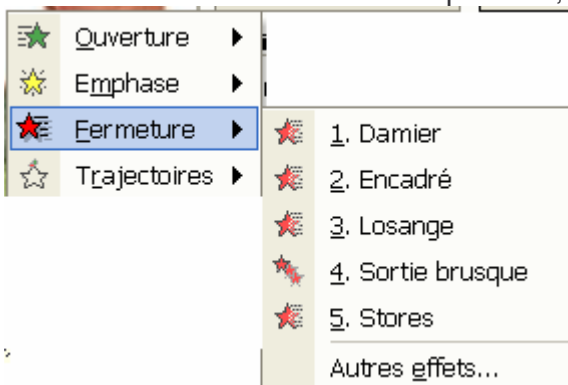 Ouverture
Emphase
Fermeture
Trajectoires
1. Damier
2. Encadré
3. Losange
4. Sortie brusque
5. Stores
Autres effets...